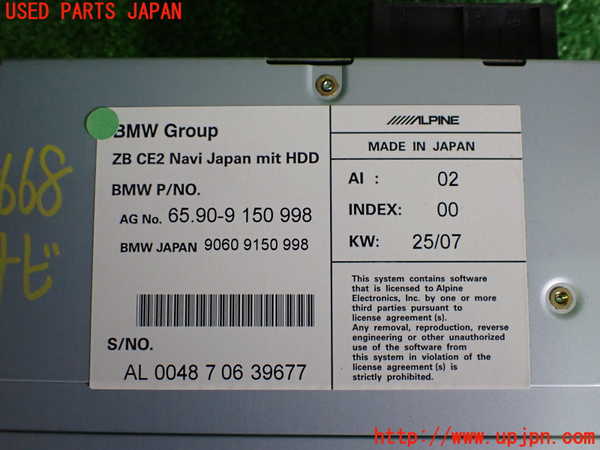 USED PARTS JAPAN
BMW Group
ZB CE2 Navi Japan mit HDD
BMW P/NO.
AG No. 65.90-9 150 998
BMW JAPAN 9060 9150 998
S/NO.
AL 0048 7 06 39677
ALPINE
MADE IN JAPAN
AI : 02
INDEX: 00
KW: 25/07
This system contains software
that is licensed to Alpine
Electronics, Inc. by one or more
third parties pursuant to
license agreement (s).
Any removal, reproduction, reverse
engineering or other unauthorized
use of the software from
this system in violation of the
license agreement (s) is
strictly prohibited.
668
ナビ
http://www.upjpn.com/